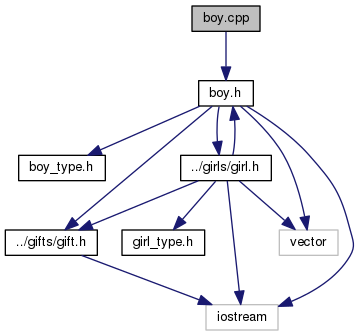 boy.cpp
boy.h
boy_type.h
../girls/girl.h
../gifts/gift.h
girl_type.h
vector
iostream